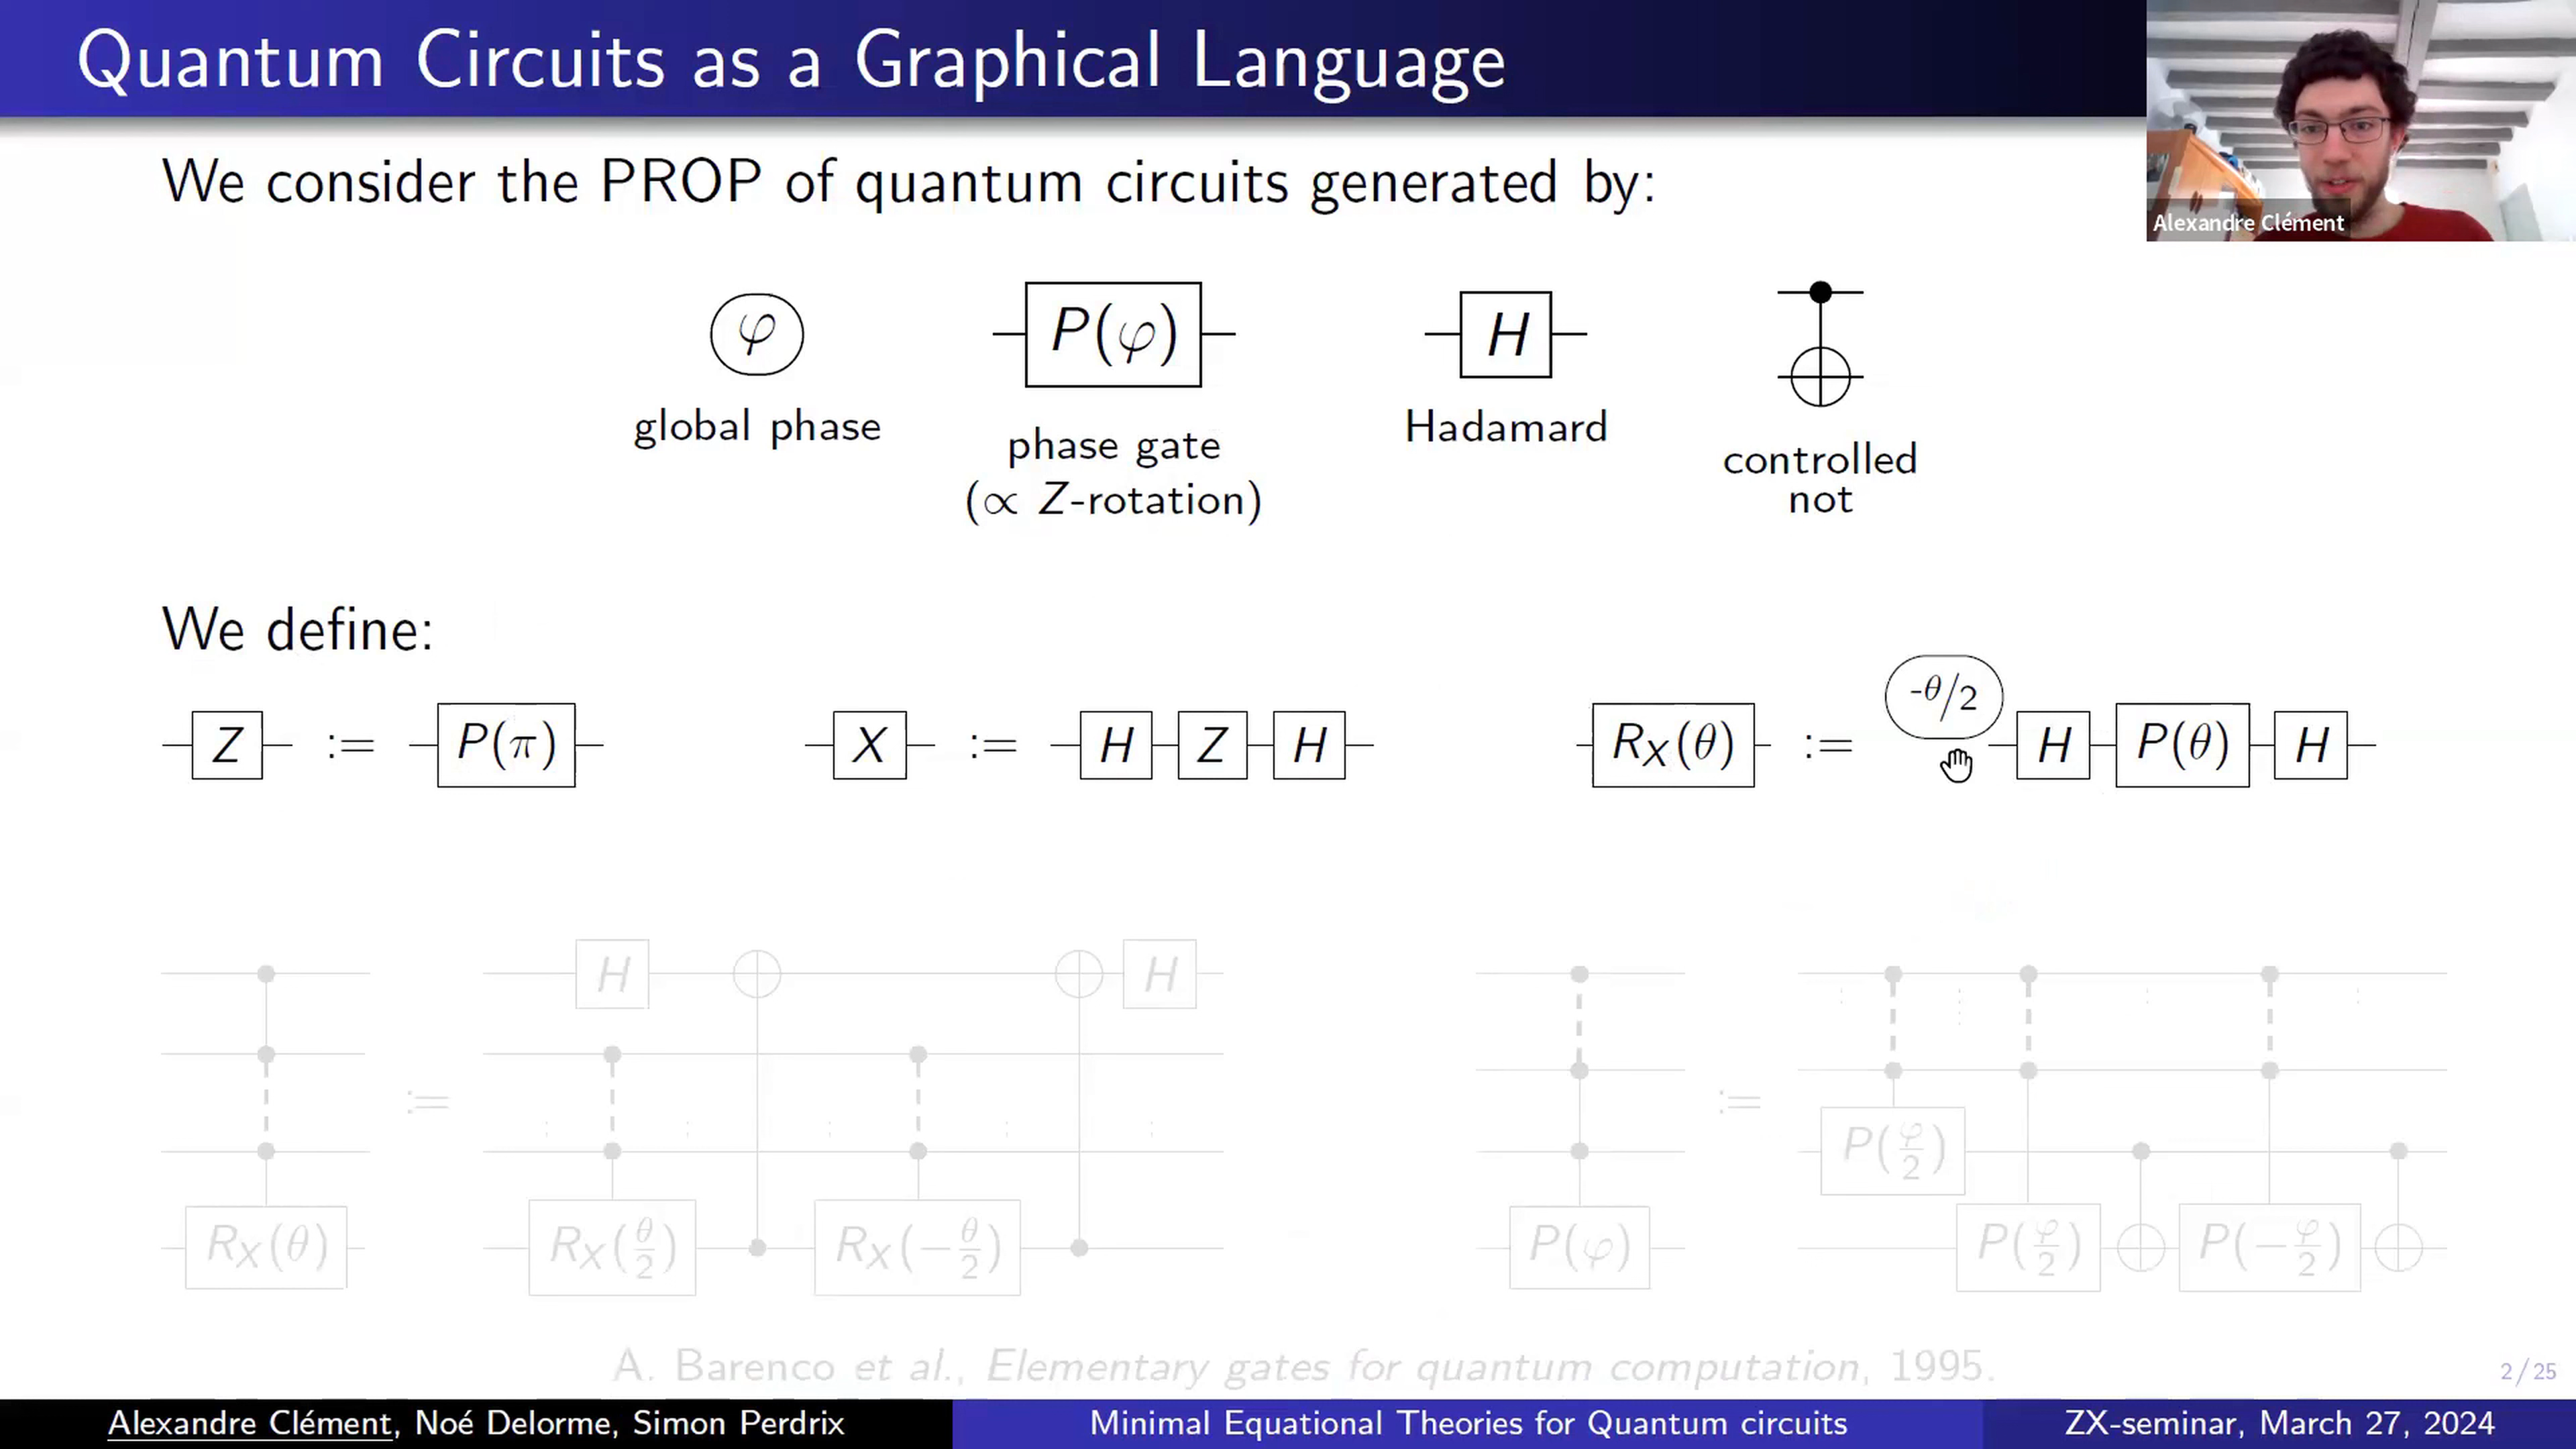 Quantum Circuits as a Graphical Language
Alexandre Clément
We consider the PROP of quantum circuits generated by:
φ P(φ) H
global phase phase gate Hadamard controlled
(∝ Z-rotation) not
We define:
Z := P(π) X := H Z H R_X(θ) := -θ/2 H P(θ) H
H H
:= :=
P(φ/2)
R_X(θ) R_X(θ/2) R_X(−θ/2) P(φ) P(φ/2) P(−φ/2)
A. Barenco et al., Elementary gates for quantum computation, 1995.
2/25
Alexandre Clément, Noé Delorme, Simon Perdrix Minimal Equational Theories for Quantum circuits ZX-seminar, March 27, 2024